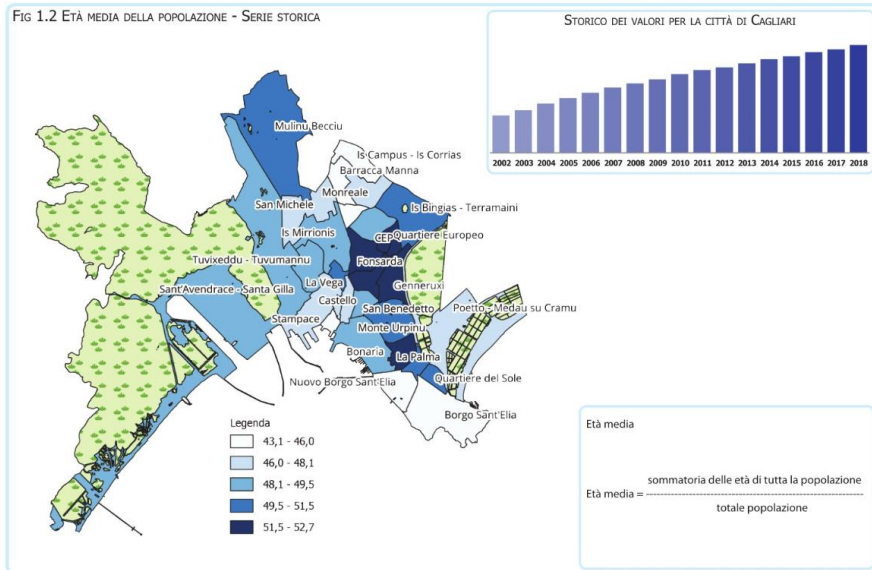 FIG 1.2 ETÀ MEDIA DELLA POPOLAZIONE - SERIE STORICA
STORICO DEI VALORI PER LA CITTÀ DI CAGLIARI
2002 2003 2004 2005 2006 2007 2008 2009 2010 2011 2012 2013 2014 2015 2016 2017 2018
Mulinu Becciu
Is Campus - Is Corrias
Barracca Manna
Monreale
San Michele
Is Bingias - Terramaini
Is Mirrionis
CEP
Quartiere Europeo
Tuvixeddu - Tuvumannu
Fonsarda
La Vega
Genneruxi
Sant'Avendrace - Santa Gilla
Castello
San Benedetto
Poetto - Medau su Cramu
Stampace
Monte Urpinu
Bonaria
La Palma
Nuovo Borgo Sant'Elia
Quartiere del Sole
Borgo Sant'Elia
Legenda
43,1 - 46,0
46,0 - 48,1
48,1 - 49,5
49,5 - 51,5
51,5 - 52,7
Età media
sommatoria delle età di tutta la popolazione
Età media = ----------------------------------------
totale popolazione